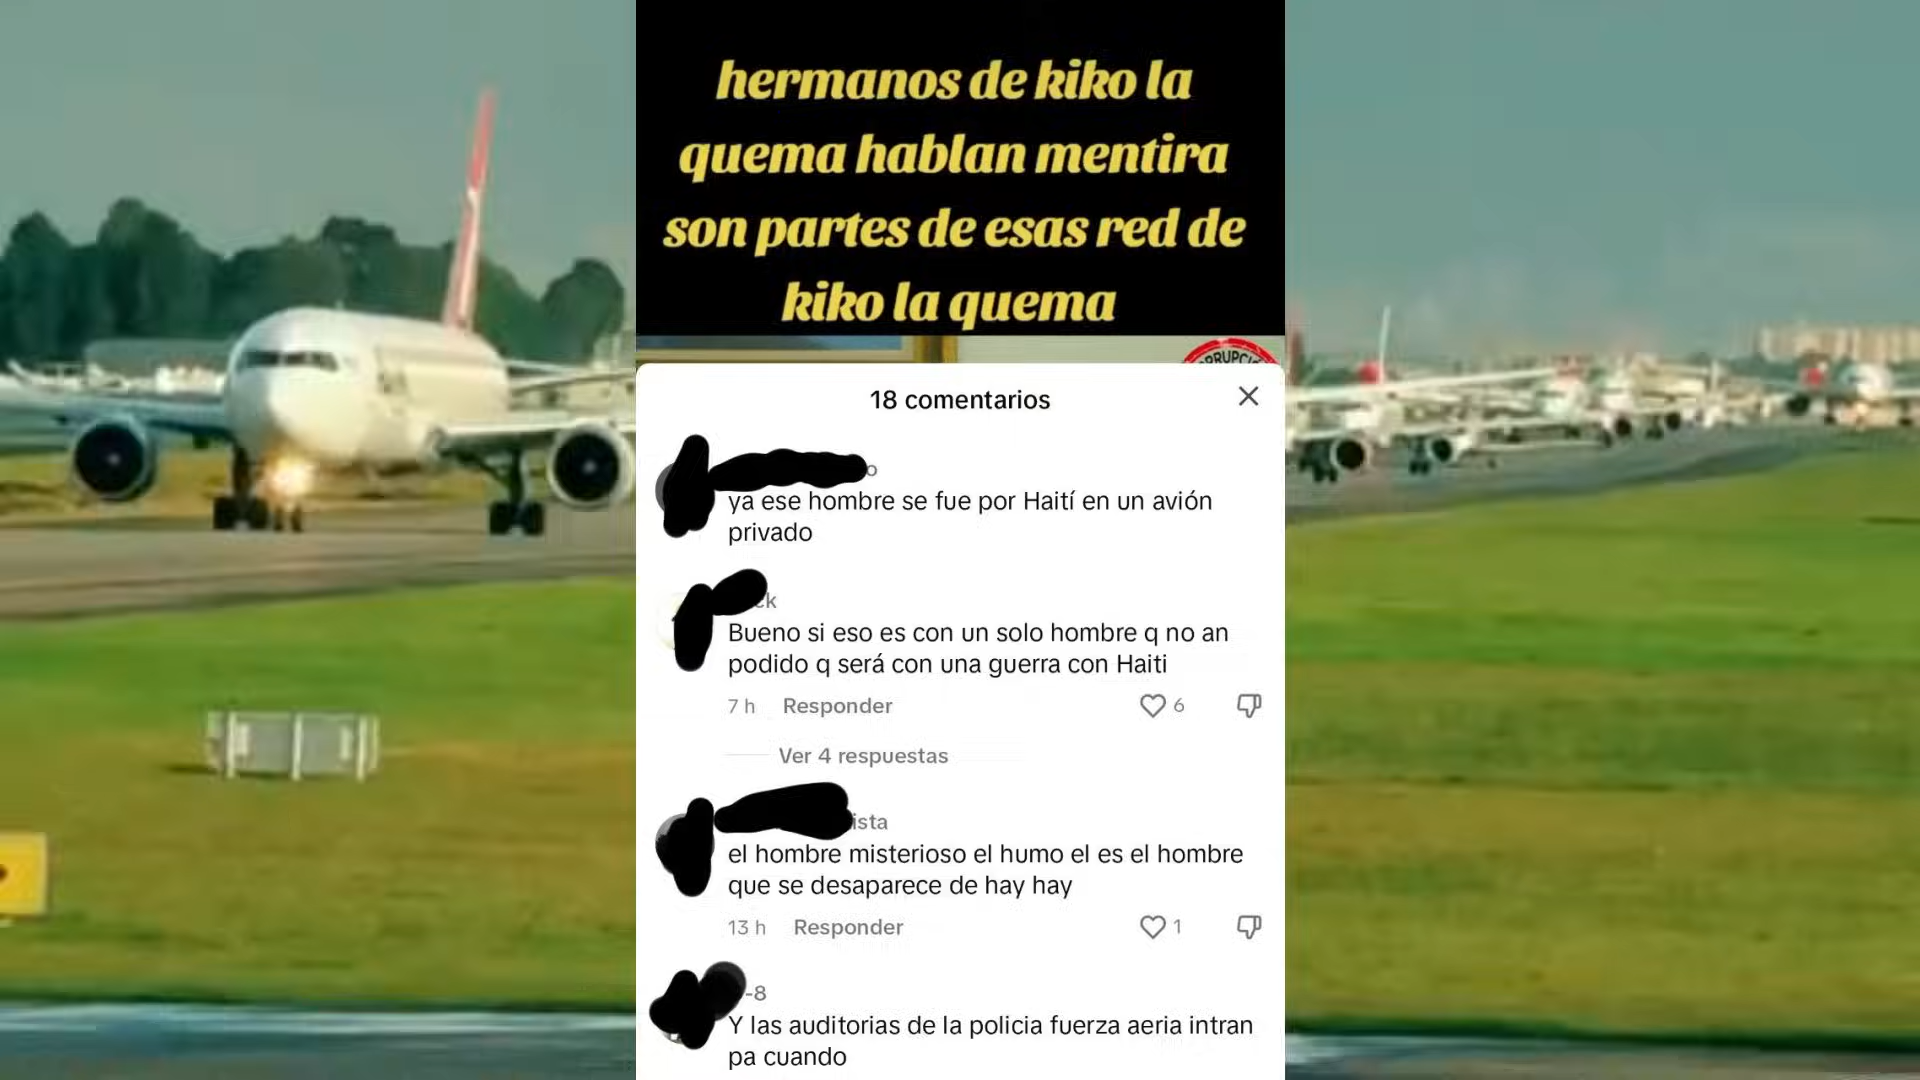 hermanos de kiko la
quema hablan mentira
son partes de esas red de
kiko la quema
18 comentarios
ya ese hombre se fue por Haití en un avión
privado
Bueno si eso es con un solo hombre q no an
podido q será con una guerra con Haiti
7 h Responder 6
Ver 4 respuestas
el hombre misterioso el humo el es el hombre
que se desaparece de hay hay
13 h Responder 1
-8
Y las auditorias de la policia fuerza aeria intran
pa cuando